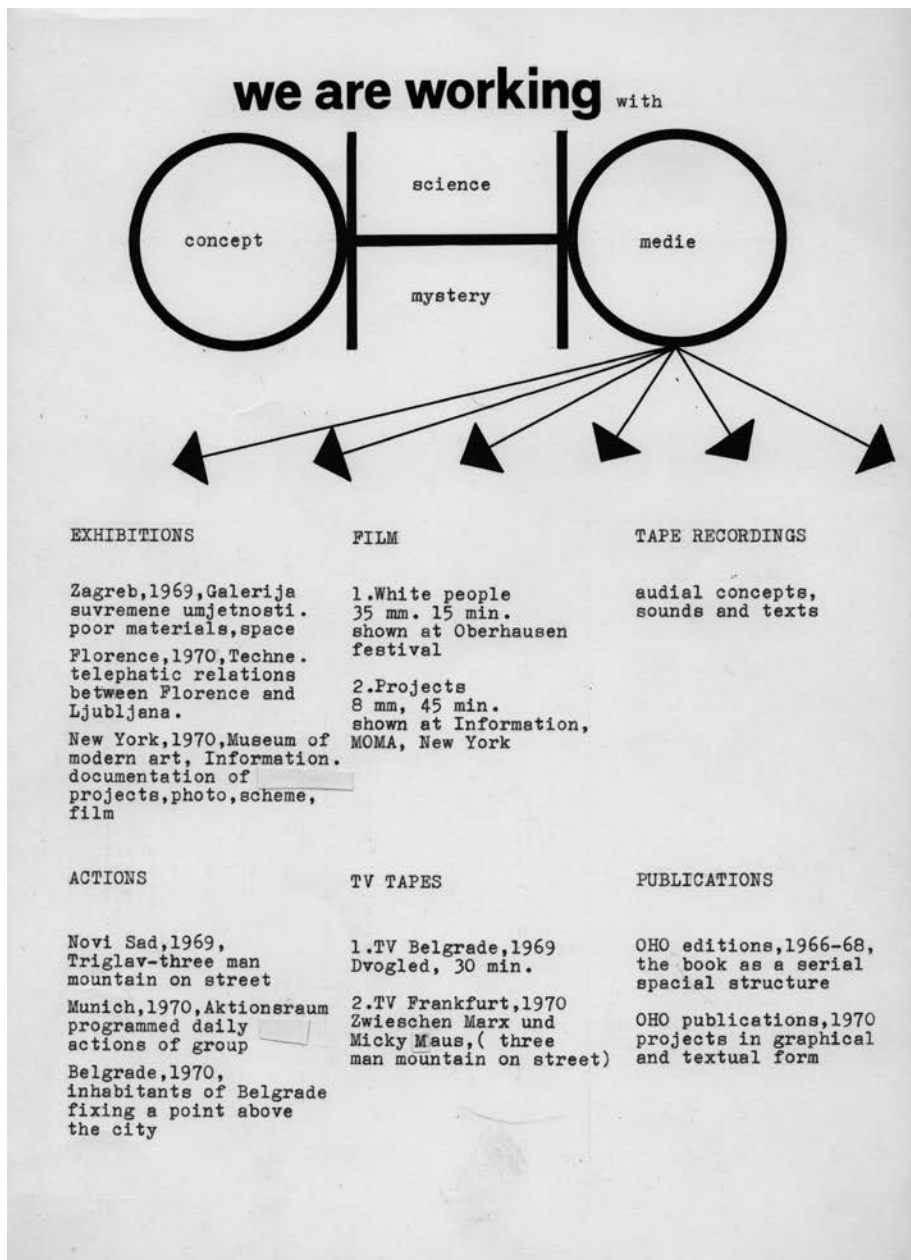 we are working with
science
concept
medie
mystery
EXHIBITIONS
Zagreb,1969,Galerija
suvremene umjetnosti.
poor materials,space
Florence,1970,Techne.
telephatic relations
between Florence and
Ljubljana.
New York,1970,Museum of
modern art, Information.
documentation of
projects,photo,scheme,
film
FILM
1.White people
35 mm. 15 min.
shown at Oberhausen
festival
2.Projects
8 mm, 45 min.
shown at Information,
MOMA, New York
TAPE RECORDINGS
audial concepts,
sounds and texts
ACTIONS
Novi Sad,1969,
Triglav-three man
mountain on street
Munich,1970,Aktionsraum
programmed daily
actions of group
Belgrade,1970,
inhabitants of Belgrade
fixing a point above
the city
TV TAPES
1.TV Belgrade,1969
Dvogled, 30 min.
2.TV Frankfurt,1970
Zwieschen Marx und
Micky Maus,( three
man mountain on street)
PUBLICATIONS
OHO editions,1966-68,
the book as a serial
spacial structure
OHO publications,1970
projects in graphical
and textual form